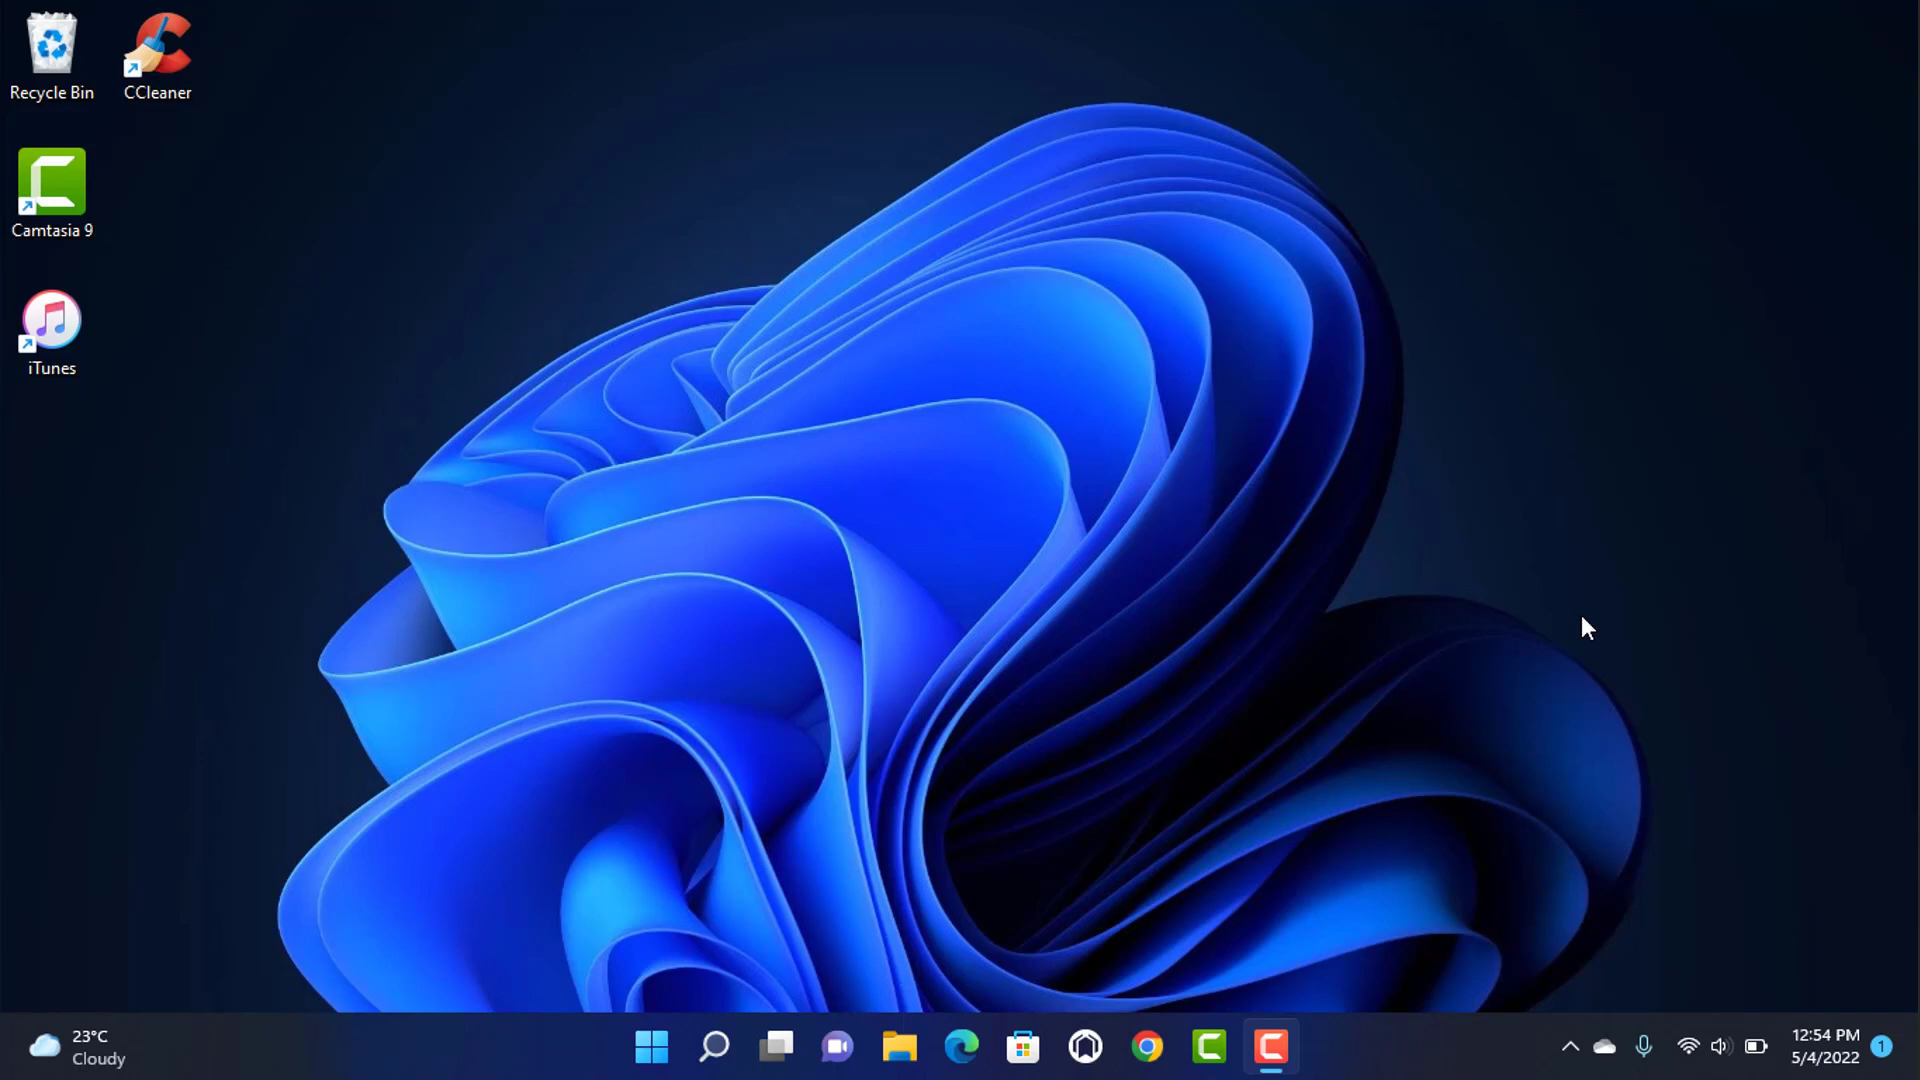 Recycle Bin
CCleaner
Camtasia 9
iTunes
23°C
Cloudy
12:54 PM
5/4/2022
1